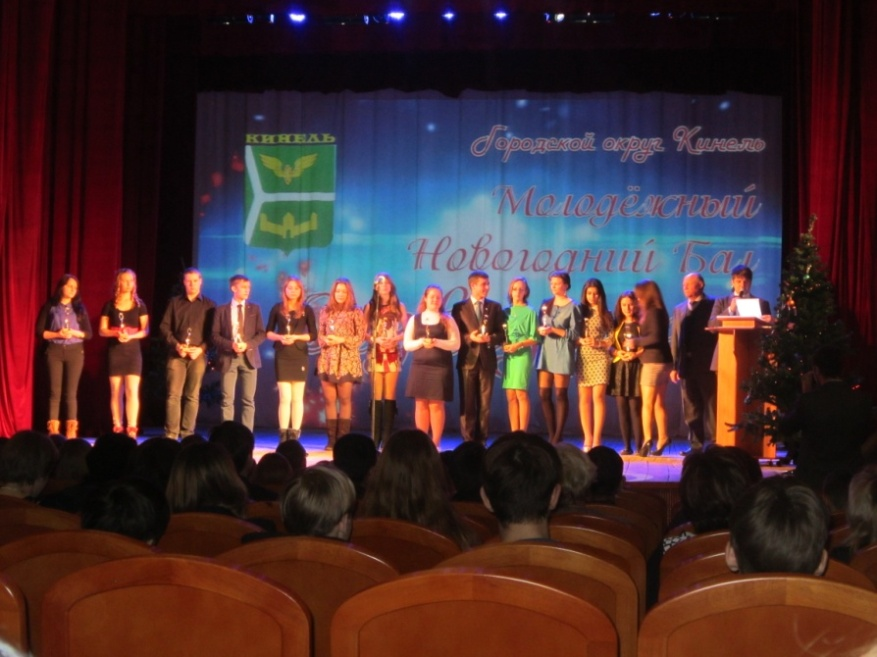 КИНЕЛЬ
Городской округ Кинель
Молодёжный
Новогодний Бал